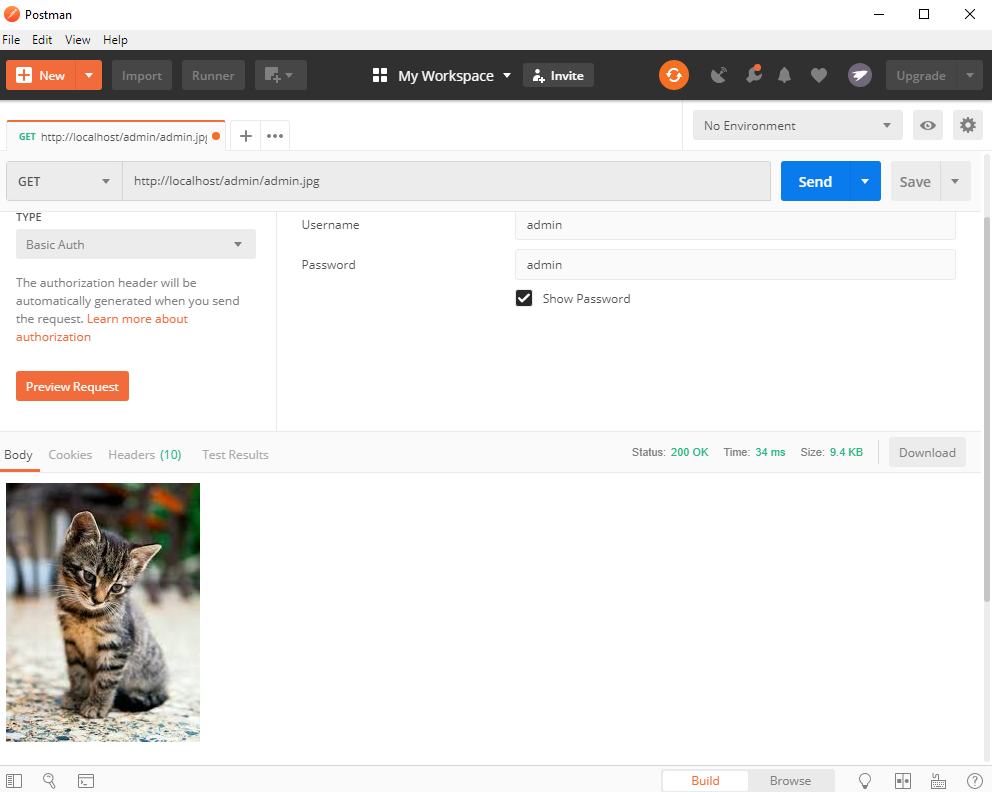 Postman
File Edit View Help
New Import Runner My Workspace Invite Upgrade
GET http://localhost/admin/admin.jp
No Environment
GET http://localhost/admin/admin.jpg Send Save
TYPE
Basic Auth
The authorization header will be
automatically generated when you send
the request. Learn more about
authorization
Preview Request
Username admin
Password admin
Show Password
Body Cookies Headers (10) Test Results Status: 200 OK Time: 34 ms Size: 9.4 KB Download
Build Browse